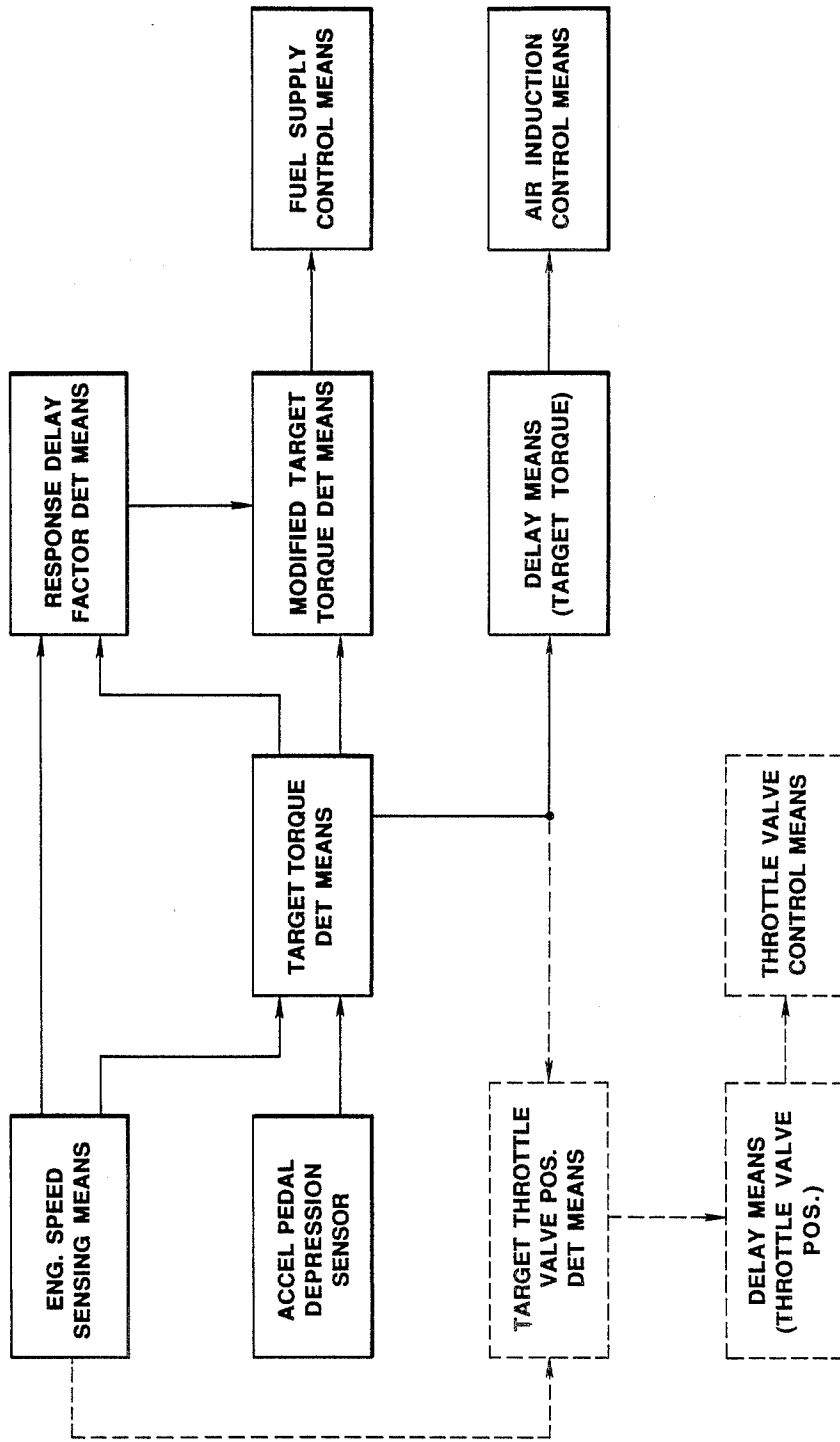 ENG. SPEED
SENSING MEANS
RESPONSE DELAY
FACTOR DET MEANS
ACCEL PEDAL
DEPRESSION
SENSOR
TARGET TORQUE
DET MEANS
MODIFIED TARGET
TORQUE DET MEANS
FUEL SUPPLY
CONTROL MEANS
TARGET THROTTLE
VALVE POS.
DET MEANS
DELAY MEANS
(TARGET TORQUE)
AIR INDUCTION
CONTROL MEANS
DELAY MEANS
(THROTTLE VALVE
POS.)
THROTTLE VALVE
CONTROL MEANS